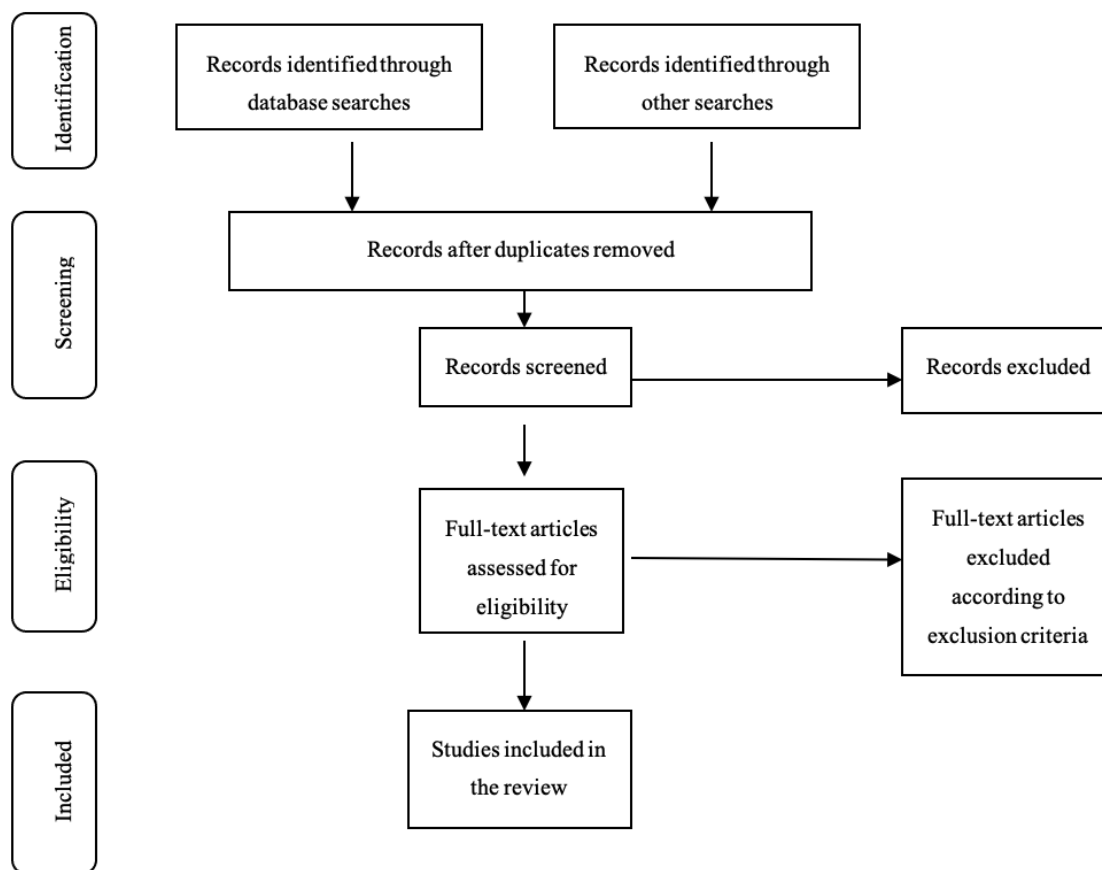 Identification
Records identified through
database searches
Records identified through
other searches
Screening
Records after duplicates removed
Records screened
Records excluded
Eligibility
Full-text articles
assessed for
eligibility
Full-text articles
excluded
according to
exclusion criteria
Included
Studies included in
the review